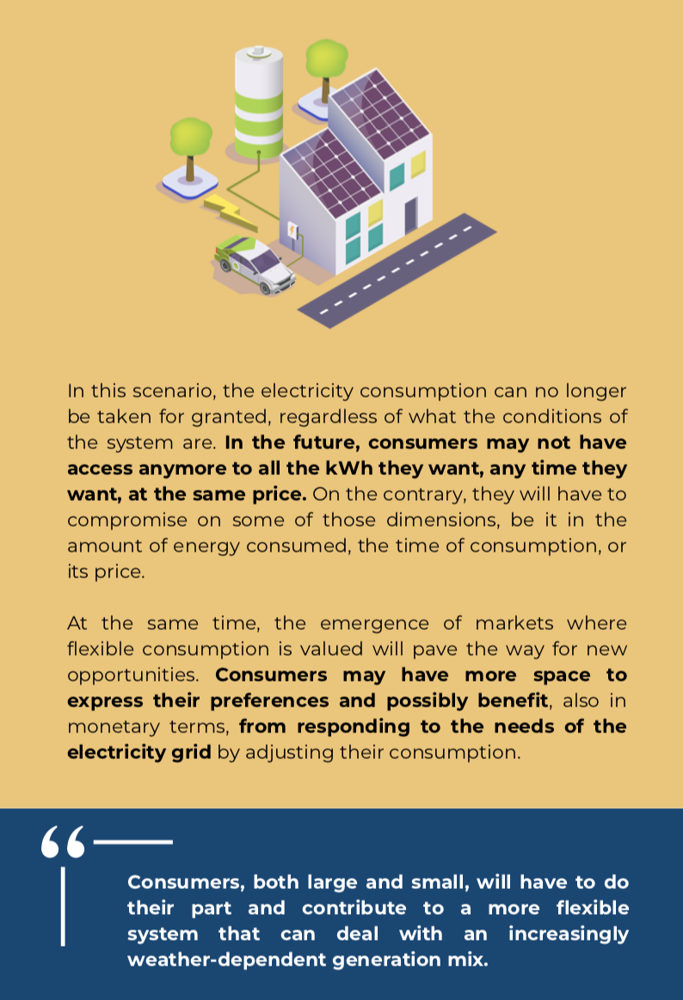 In this scenario, the electricity consumption can no longer
be taken for granted, regardless of what the conditions of
the system are. In the future, consumers may not have
access anymore to all the kWh they want, any time they
want, at the same price. On the contrary, they will have to
compromise on some of those dimensions, be it in the
amount of energy consumed, the time of consumption, or
its price.
At the same time, the emergence of markets where
flexible consumption is valued will pave the way for new
opportunities. Consumers may have more space to
express their preferences and possibly benefit, also in
monetary terms, from responding to the needs of the
electricity grid by adjusting their consumption.
“
Consumers, both large and small, will have to do
their part and contribute to a more flexible
system that can deal with an increasingly
weather-dependent generation mix.